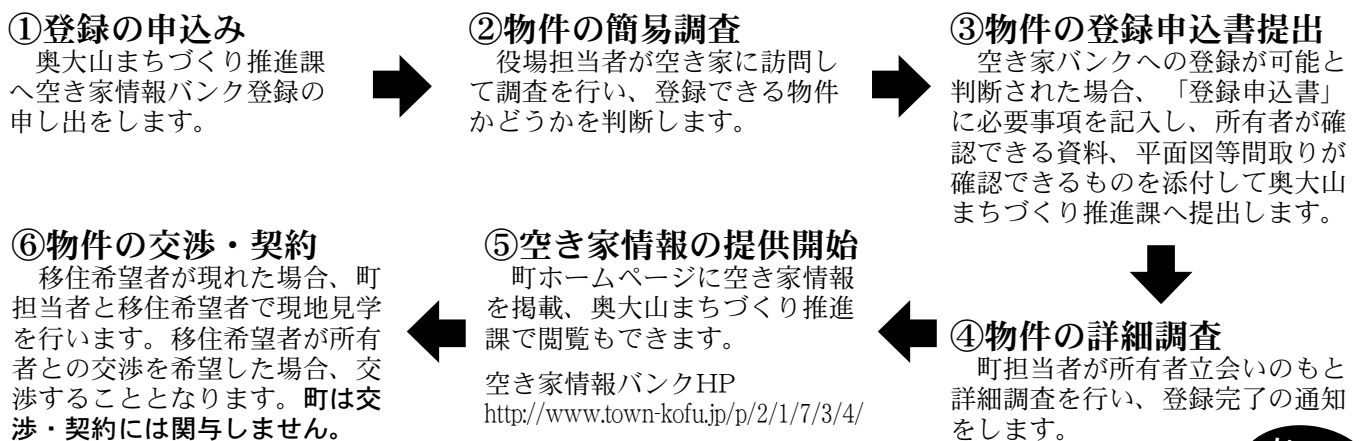 ①登録の申込み
　奥大山まちづくり推進課
へ空き家情報バンク登録の
申し出をします。
②物件の簡易調査
　役場担当者が空き家に訪問し
て調査を行い、登録できる物件
かどうかを判断します。
③物件の登録申込書提出
　空き家バンクへの登録が可能と
判断された場合、「登録申込書」
に必要事項を記入し、所有者が確
認できる資料、平面図等間取りが
確認できるものを添付して奥大山
まちづくり推進課へ提出します。
④物件の詳細調査
　町担当者が所有者立会いのもと
詳細調査を行い、登録完了の通知
をします。
⑤空き家情報の提供開始
　町ホームページに空き家情報
を掲載、奥大山まちづくり推進
課で閲覧もできます。
空き家情報バンクHP
http://www.town-kofu.jp/p/2/1/7/3/4/
⑥物件の交渉・契約
　移住希望者が現れた場合、町
担当者と移住希望者で現地見学
を行います。移住希望者が所有
者との交渉を希望した場合、交
渉することとなります。町は交
渉・契約には関与しません。